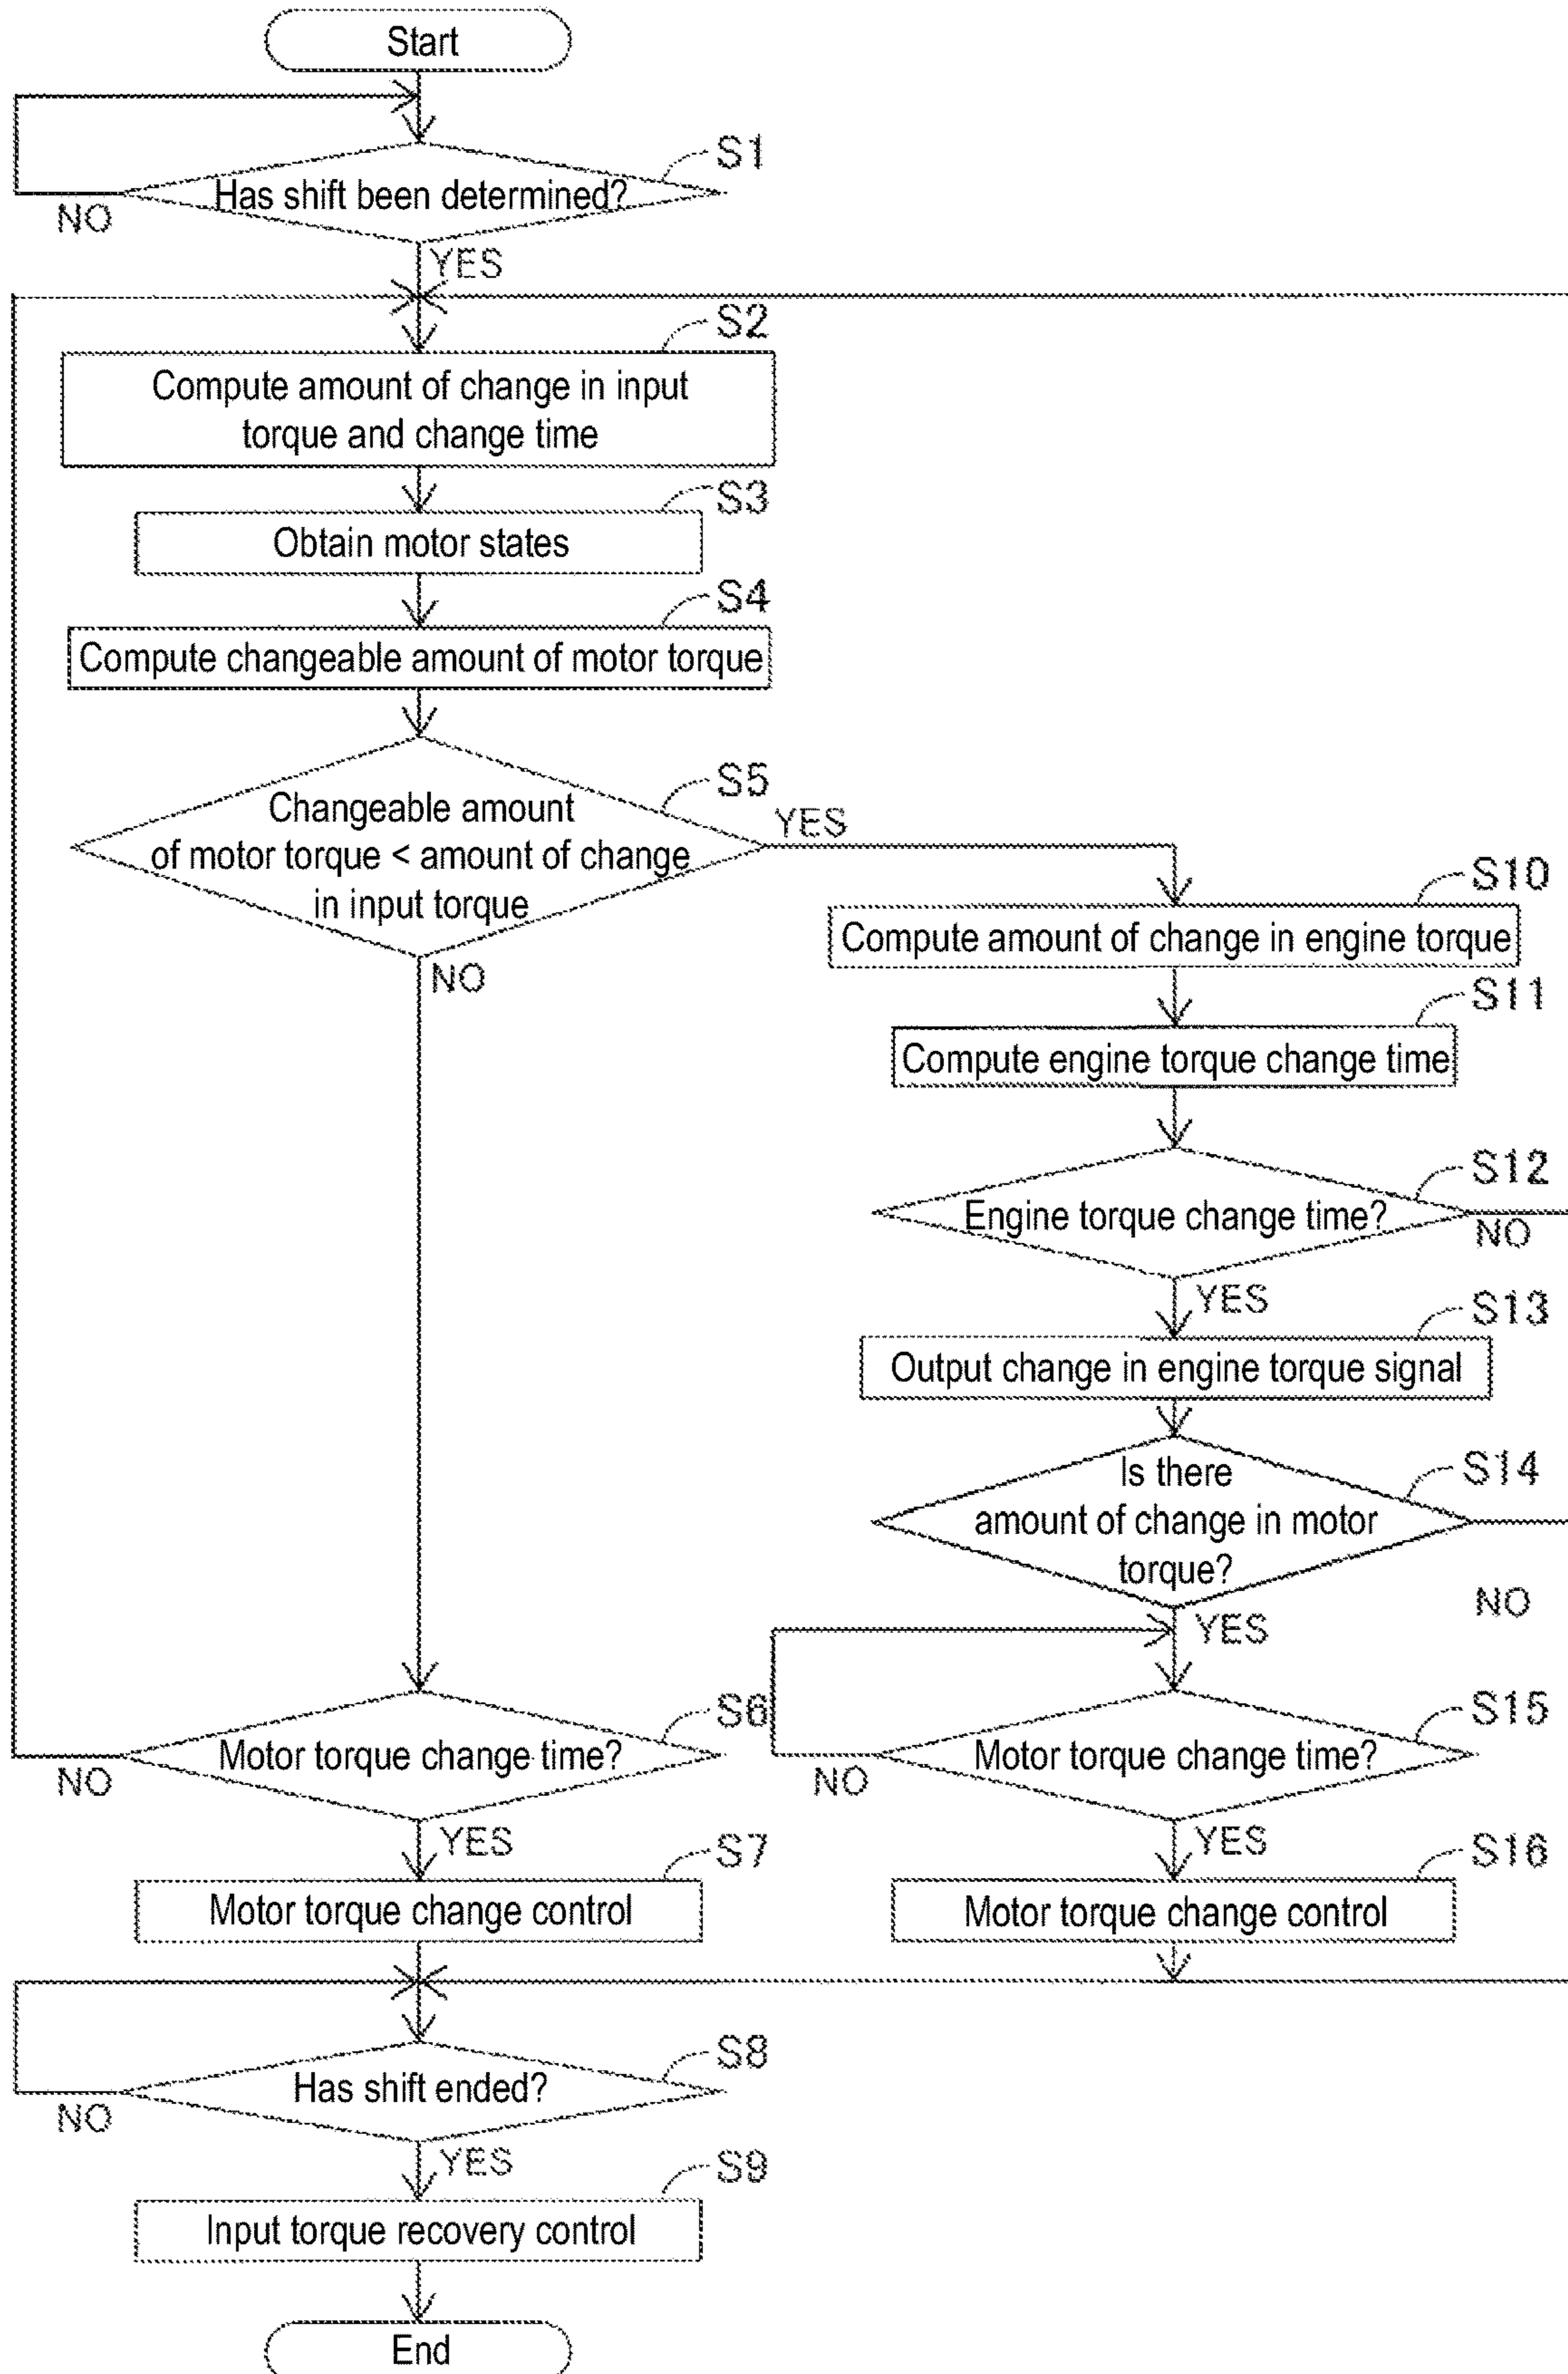 Start
S1
Has shift been determined?
NO
YES
S2
Compute amount of change in input
torque and change time
S3
Obtain motor states
S4
Compute changeable amount of motor torque
S5
Changeable amount
of motor torque < amount of change
in input torque
YES
NO
S10
Compute amount of change in engine torque
S11
Compute engine torque change time
S12
Engine torque change time?
NO
YES
S13
Output change in engine torque signal
S14
Is there
amount of change in motor
torque?
NO
YES
S6
Motor torque change time?
NO
YES
S15
Motor torque change time?
NO
YES
S7
Motor torque change control
S16
Motor torque change control
S8
Has shift ended?
NO
YES
S9
Input torque recovery control
End